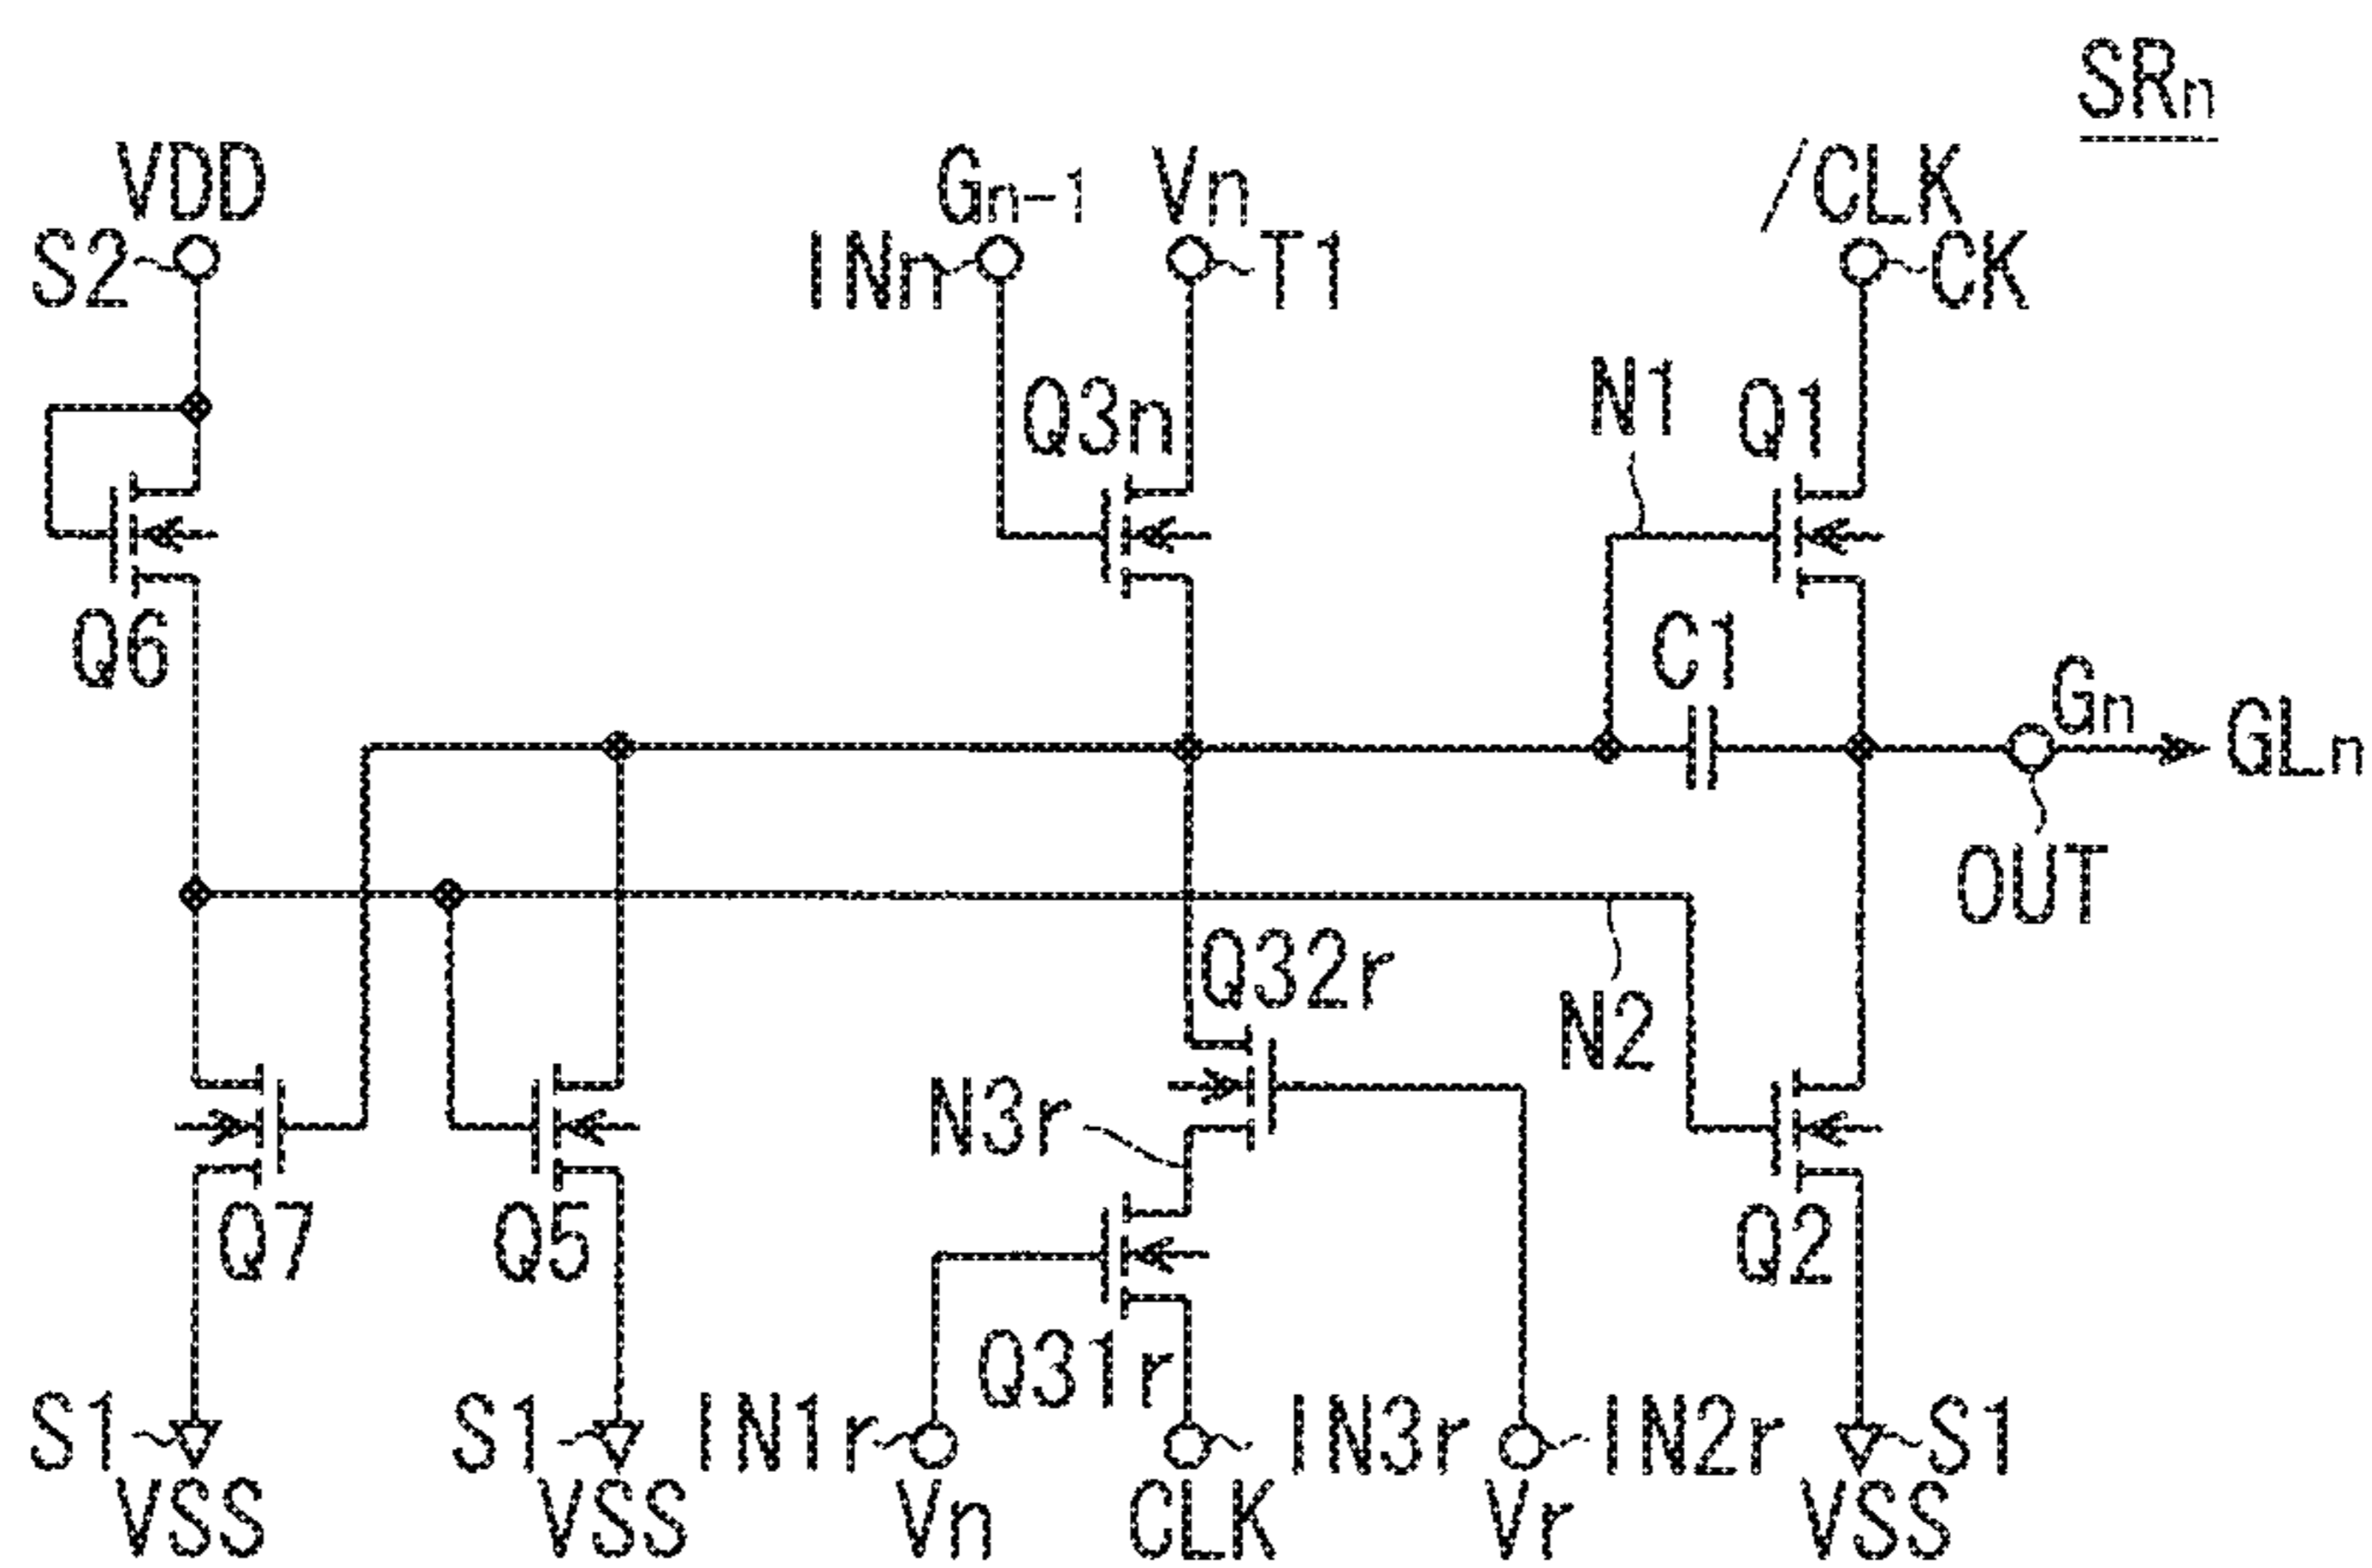 SRn
VDD
Gn-1
Vn
/CLK
S2
INn
T1
CK
Q3n
N1
Q1
Q6
C1
Gn
GLn
OUT
Q32r
N2
N3r
Q7
Q5
Q2
Q31r
S1
S1
IN1r
IN3r
IN2r
S1
VSS
VSS
Vn
CLK
Vr
VSS